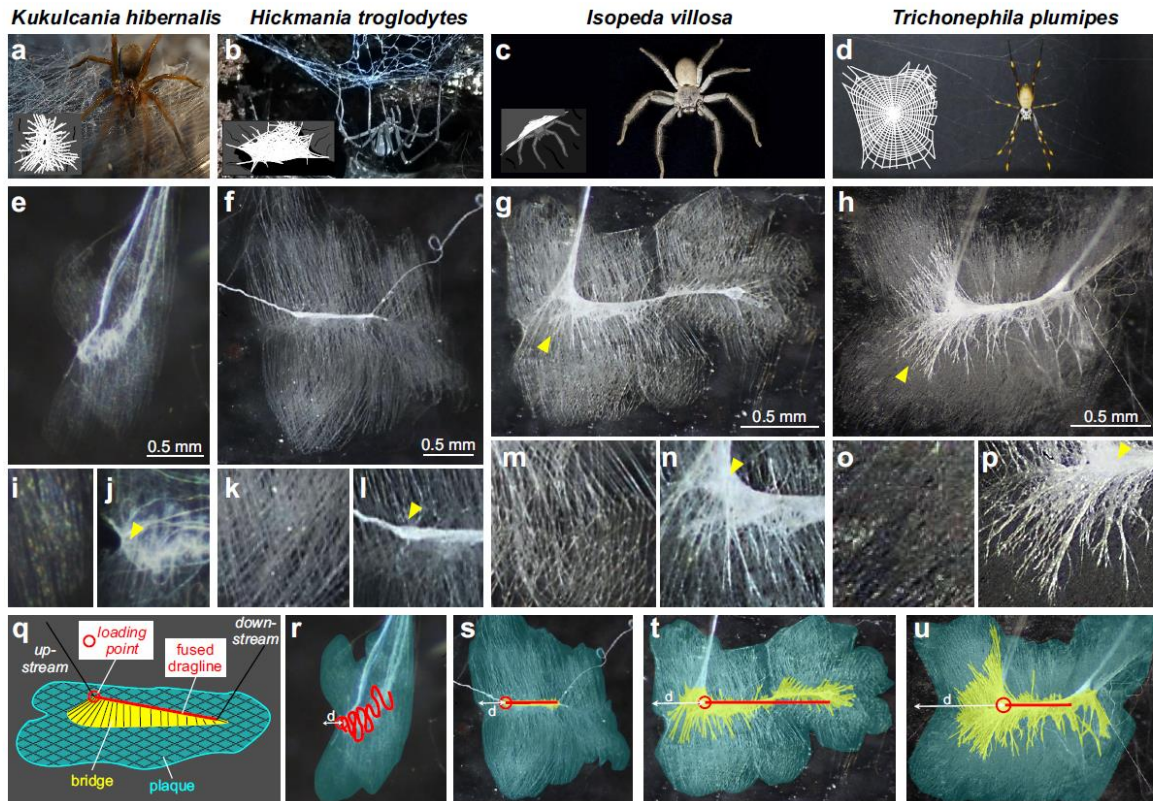 Kukulcania hibernalis
Hickmania troglodytes
Isopeda villosa
Trichonephila plumipes
a
b
c
d
e
f
g
h
0.5 mm
0.5 mm
0.5 mm
0.5 mm
i
j
k
l
m
n
o
p
q
loading
point
up-
stream
fused
dragline
down-
stream
bridge
plaque
r
d
s
d
t
d
u
d